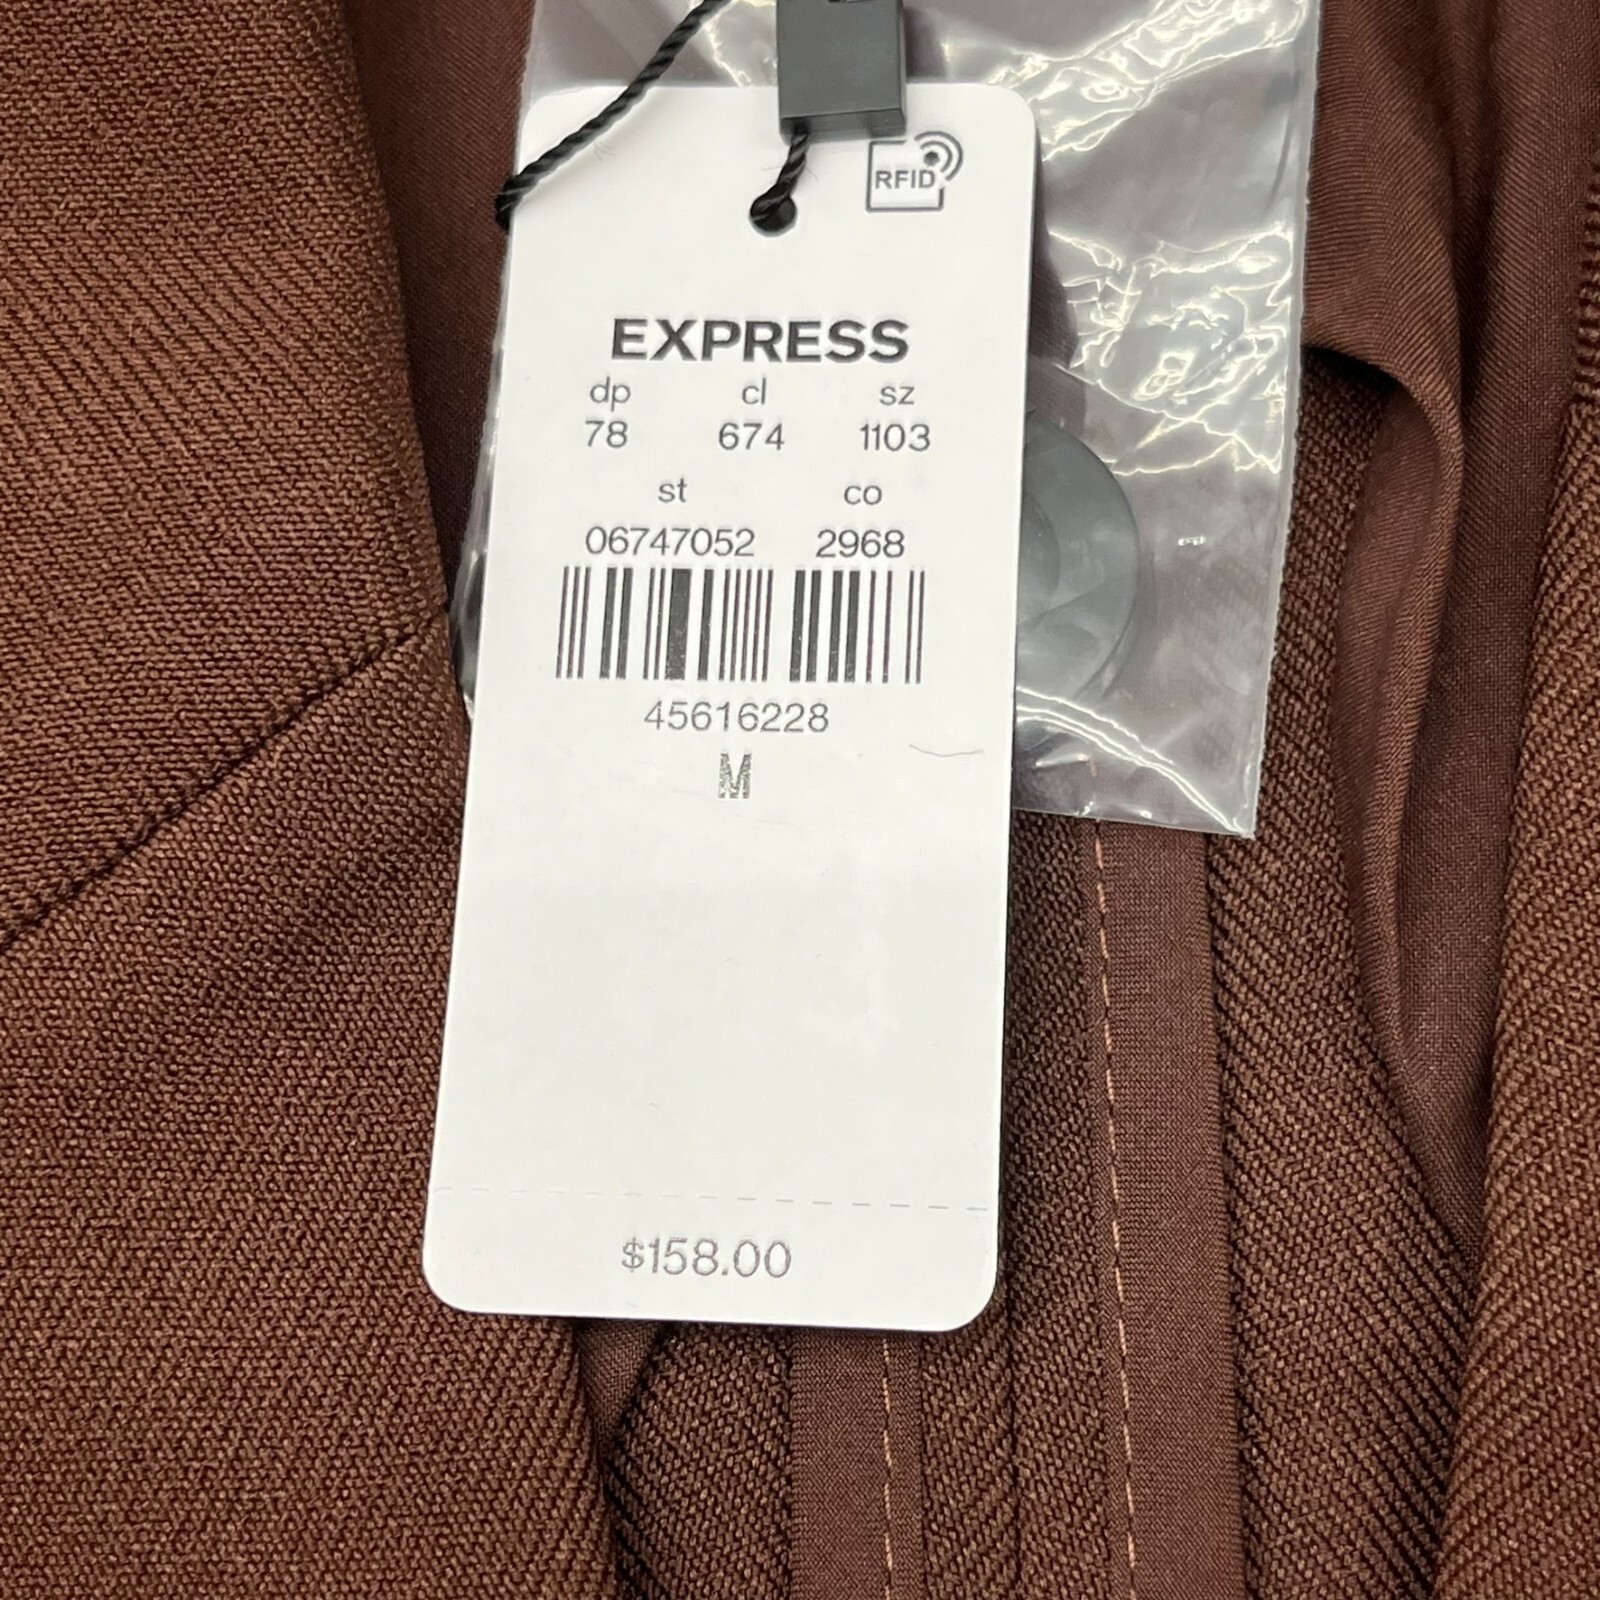 RFID
EXPRESS
dp cl sz
78 674 1103
st co
06747052 2968
45616228
M
$158.00